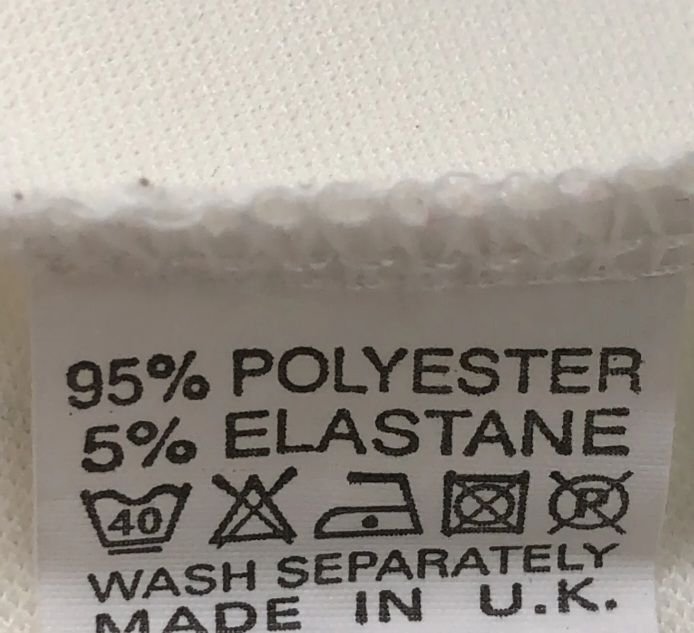 95% POLYESTER
5% ELASTANE
40 P
WASH SEPARATELY
MADE IN U.K.